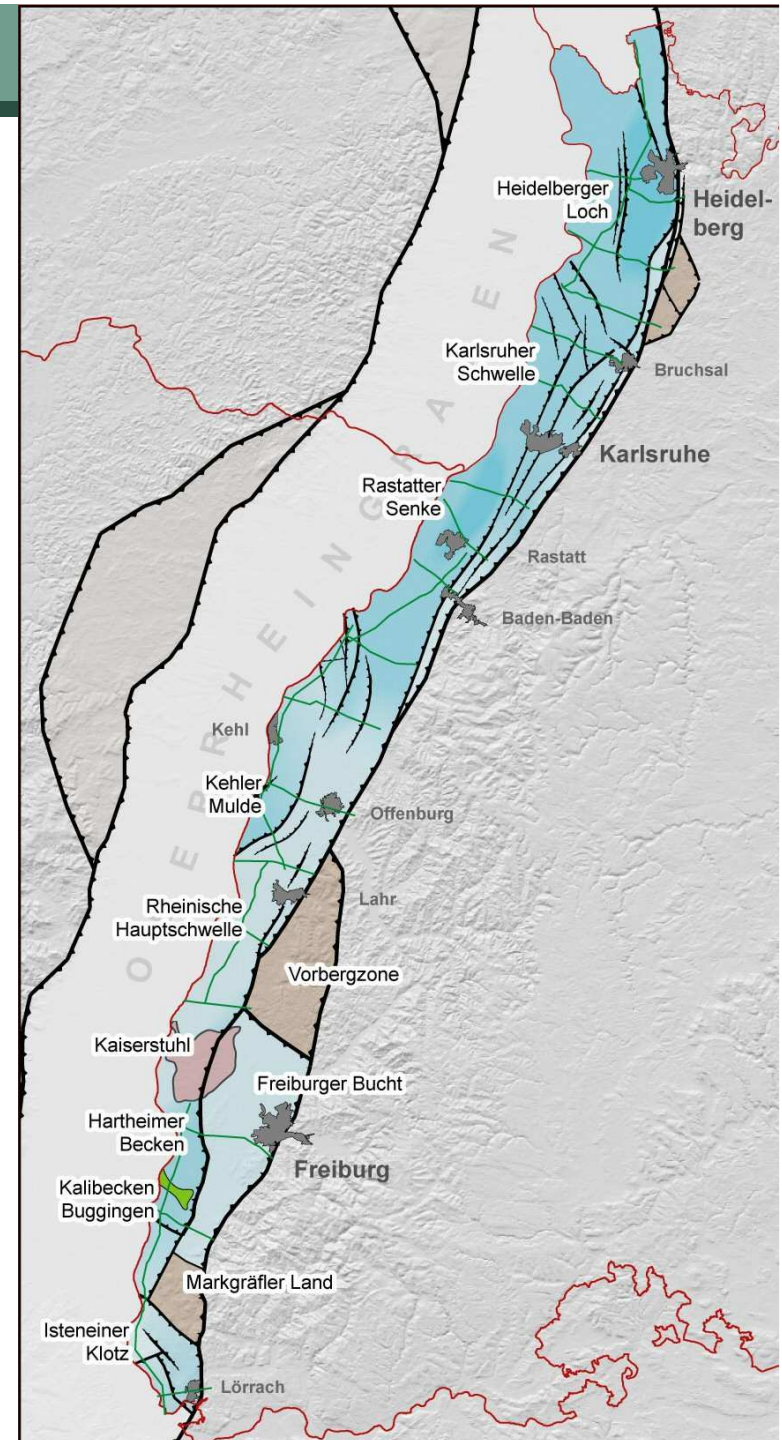 Heidelberger
Loch
Heidel-
berg
Karlsruher
Schwelle
Bruchsal
Karlsruhe
Rastatter
Senke
Rastatt
Baden-Baden
OBERRHEINGRABEN
Kehl
Kehler
Mulde
Offenburg
Rheinische
Hauptschwelle
Lahr
Vorbergzone
Kaiserstuhl
Freiburger Bucht
Hartheimer
Becken
Freiburg
Kalibecken
Buggingen
Markgräfler Land
Isteneiner
Klotz
Lörrach